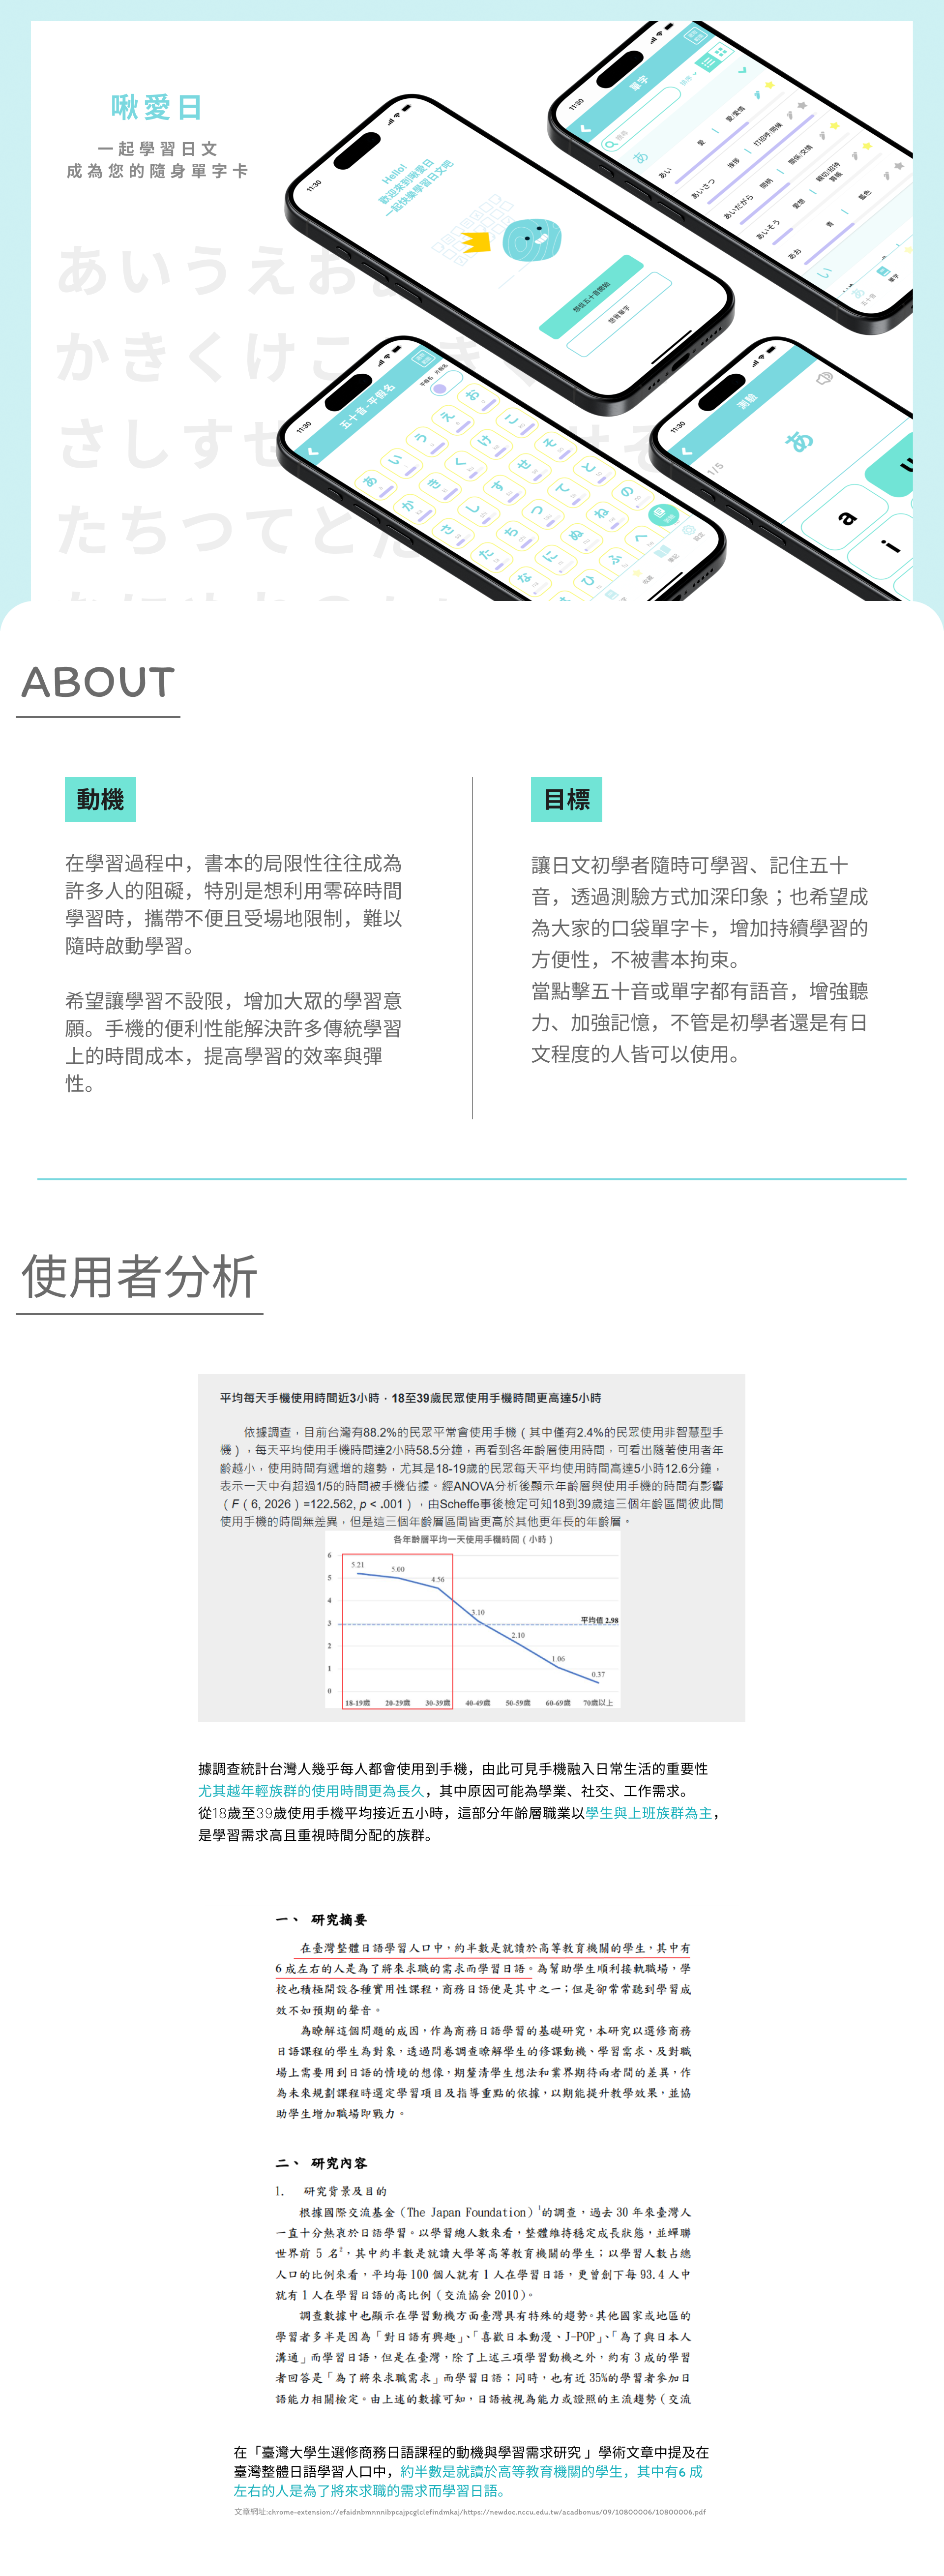 啾愛日
一起學習日文
成為您的隨身單字卡
あいうえお
かきくけこ
さしすせ
たちつてと
11:30
Hello!
歡迎來到啾愛日
一起快樂學習日文吧
想從五十音開始
想背單字
11:30
單字
あ
あい
愛
愛;愛情
あいさつ
挨拶
打招呼;問候
あいだがら
間柄
關係;交情
あいそう
愛想
親切;招待
あお
青
藍色
い
五十音
單字
11:30
五十音-平假名
平假名 片假名
あ い う え お
か き く け こ
さ し す せ そ
た ち つ て と
な に ぬ ね の
ひ ふ へ
11:30
測驗
1/5
あ
a
i
u
ABOUT
動機
在學習過程中，書本的局限性往往成為
許多人的阻礙，特別是想利用零碎時間
學習時，攜帶不便且受場地限制，難以
隨時啟動學習。
希望讓學習不設限，增加大眾的學習意
願。手機的便利性能解決許多傳統學習
上的時間成本，提高學習的效率與彈
性。
目標
讓日文初學者隨時可學習、記住五十
音，透過測驗方式加深印象；也希望成
為大家的口袋單字卡，增加持續學習的
方便性，不被書本拘束。
當點擊五十音或單字都有語音，增強聽
力、加強記憶，不管是初學者還是有日
文程度的人皆可以使用。
使用者分析
平均每天手機使用時間近3小時，18至39歲民眾使用手機時間更高達5小時
依據調查，目前台灣有88.2%的民眾平常會使用手機（其中僅有2.4%的民眾使用非智慧型手
機），每天平均使用手機時間達2小時58.5分鐘，再看到各年齡層使用時間，可看出隨著使用者年
齡越小，使用時間有遞增的趨勢，尤其是18-19歲的民眾每天平均使用時間高達5小時12.6分鐘，
表示一天中有超過1/5的時間被手機佔據。經ANOVA分析後顯示年齡層與使用手機的時間有影響
（F（6, 2026）=122.562, p < .001），由Scheffe事後檢定可知18到39歲這三個年齡區間彼此間
使用手機的時間無差異，但是這三個年齡層區間皆更高於其他更年長的年齡層。
各年齡層平均一天使用手機時間（小時）
6
5
4
3
2
1
0
5.21
5.00
4.56
3.10
2.10
1.06
0.37
平均值 2.98
18-19歲 20-29歲 30-39歲 40-49歲 50-59歲 60-69歲 70歲以上
據調查統計台灣人幾乎每人都會使用到手機，由此可見手機融入日常生活的重要性
尤其越年輕族群的使用時間更為長久，其中原因可能為學業、社交、工作需求。
從18歲至39歲使用手機平均接近五小時，這部分年齡層職業以學生與上班族群為主，
是學習需求高且重視時間分配的族群。
一、 研究摘要
在臺灣整體日語學習人口中，約半數是就讀於高等教育機關的學生，其中有
6 成左右的人是為了將來求職的需求而學習日語。為幫助學生順利接軌職場，學
校也積極開設各種實用性課程，商務日語便是其中之一；但是卻常常聽到學習成
效不如預期的聲音。
為瞭解這個問題的成因，作為商務日語學習的基礎研究，本研究以選修商務
日語課程的學生為對象，透過問卷調查瞭解學生的修課動機、學習需求、及對職
場上需要用到日語的情境的想像，期釐清學生想法和業界期待兩者間的差異，作
為未來規劃課程時選定學習項目及指導重點的依據，以期能提升教學效果，並協
助學生增加職場即戰力。
二、 研究內容
1. 研究背景及目的
根據國際交流基金（The Japan Foundation）1的調查，過去 30 年來臺灣人
一直十分熱衷於日語學習。以學習總人數來看，整體維持穩定成長狀態，並蟬聯
世界前 5 名2，其中約半數是就讀大學等高等教育機關的學生；以學習人數占總
人口的比例來看，平均每 100 個人就有 1 人在學習日語，更曾創下每 93.4 人中
就有 1 人在學習日語的高比例（交流協会 2010）。
調查數據中也顯示在學習動機方面臺灣具有特殊的趨勢。其他國家或地區的
學習者多半是因為「對日語有興趣」、「喜歡日本動漫、J-POP」、「為了與日本人
溝通」而學習日語，但是在臺灣，除了上述三項學習動機之外，約有 3 成的學習
者回答是「為了將來求職需求」而學習日語；同時，也有近 35%的學習者參加日
語能力相關檢定。由上述的數據可知，日語被視為能力或證照的主流趨勢（交流
在「臺灣大學生選修商務日語課程的動機與學習需求研究 」學術文章中提及在
臺灣整體日語學習人口中，約半數是就讀於高等教育機關的學生，其中有6 成
左右的人是為了將來求職的需求而學習日語。
文章網址:chrome-extension://efaidnbmnnnibpcajpcglclefindmkaj/https://newdoc.nccu.edu.tw/acadbonus/09/10800006/10800006.pdf